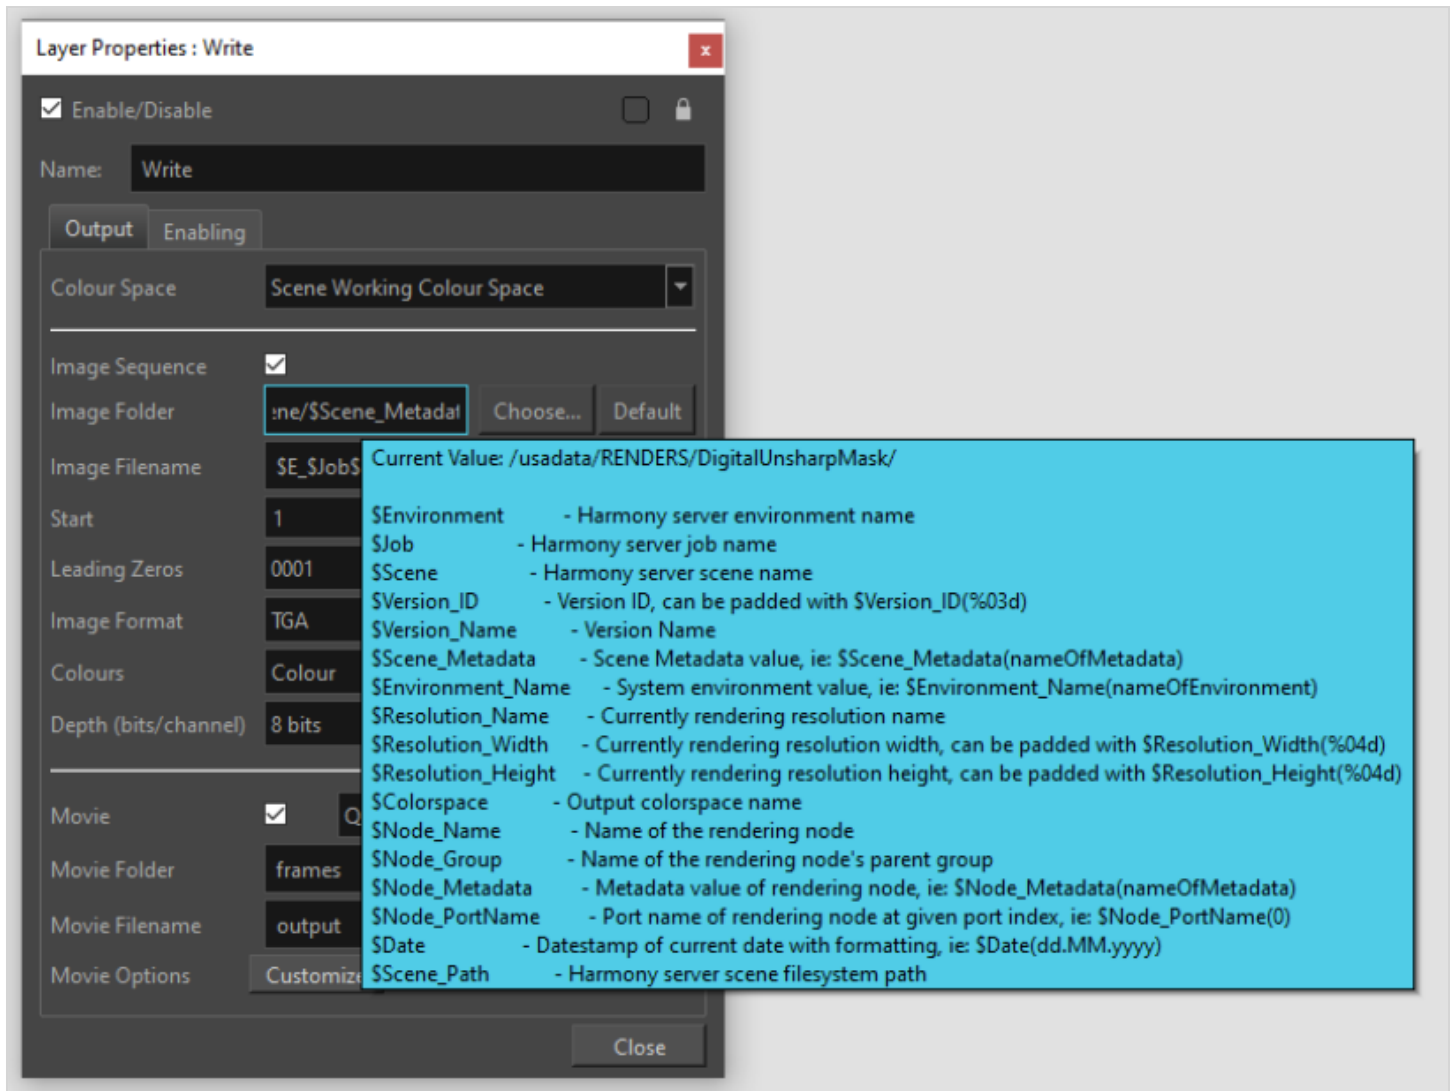 Layer Properties : Write
x
Enable/Disable
Name: Write
Output Enabling
Colour Space Scene Working Colour Space
Image Sequence
Image Folder :ne/$Scene_Metadat Choose... Default
Image Filename $E_$Job$
Start 1
Leading Zeros 0001
Image Format TGA
Colours Colour
Depth (bits/channel) 8 bits
Movie Q
Movie Folder frames
Movie Filename output
Movie Options Customize
Close
Current Value: /usadata/RENDERS/DigitalUnsharpMask/
$Environment - Harmony server environment name
$Job - Harmony server job name
$Scene - Harmony server scene name
$Version_ID - Version ID, can be padded with $Version_ID(%03d)
$Version_Name - Version Name
$Scene_Metadata - Scene Metadata value, ie: $Scene_Metadata(nameOfMetadata)
$Environment_Name - System environment value, ie: $Environment_Name(nameOfEnvironment)
$Resolution_Name - Currently rendering resolution name
$Resolution_Width - Currently rendering resolution width, can be padded with $Resolution_Width(%04d)
$Resolution_Height - Currently rendering resolution height, can be padded with $Resolution_Height(%04d)
$Colorspace - Output colorspace name
$Node_Name - Name of the rendering node
$Node_Group - Name of the rendering node's parent group
$Node_Metadata - Metadata value of rendering node, ie: $Node_Metadata(nameOfMetadata)
$Node_PortName - Port name of rendering node at given port index, ie: $Node_PortName(0)
$Date - Datestamp of current date with formatting, ie: $Date(dd.MM.yyyy)
$Scene_Path - Harmony server scene filesystem path